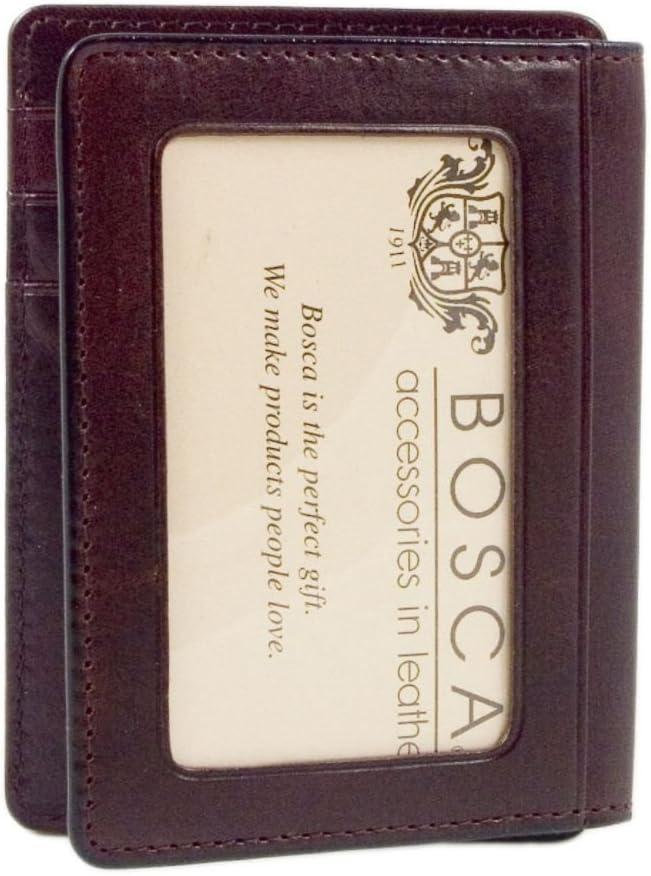 1911
BOSCA
accessories in leathe
Bosca is the perfect gift.
We make products people love.